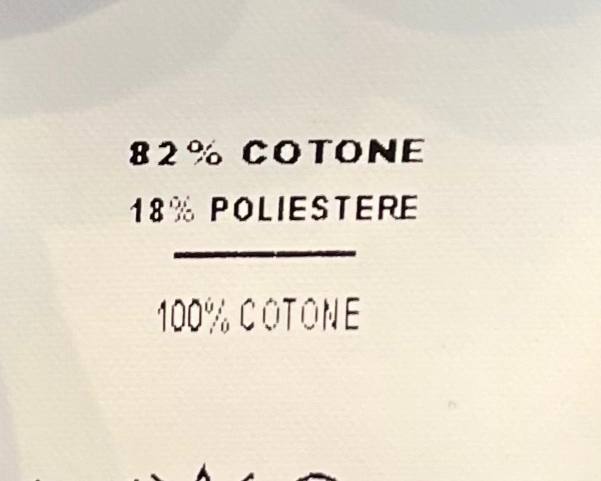 82% COTONE
18% POLIESTERE
100% COTONE